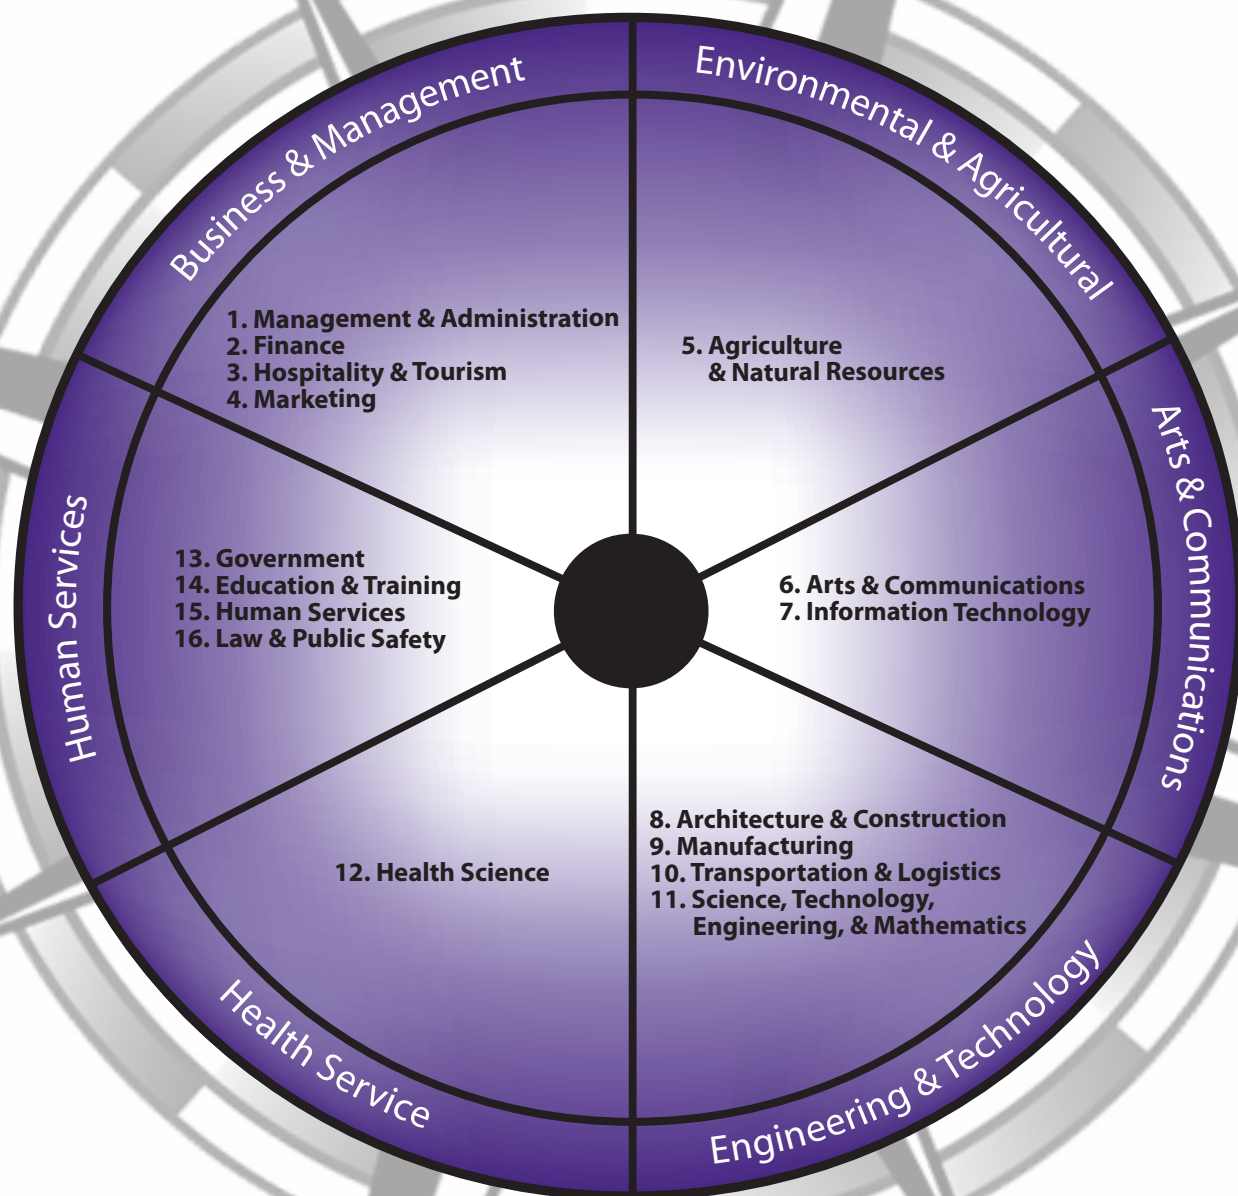 Business & Management
1. Management & Administration
2. Finance
3. Hospitality & Tourism
4. Marketing
Environmental & Agricultural
5. Agriculture
& Natural Resources
Arts & Communications
6. Arts & Communications
7. Information Technology
Engineering & Technology
8. Architecture & Construction
9. Manufacturing
10. Transportation & Logistics
11. Science, Technology,
Engineering, & Mathematics
Health Service
12. Health Science
Human Services
13. Government
14. Education & Training
15. Human Services
16. Law & Public Safety